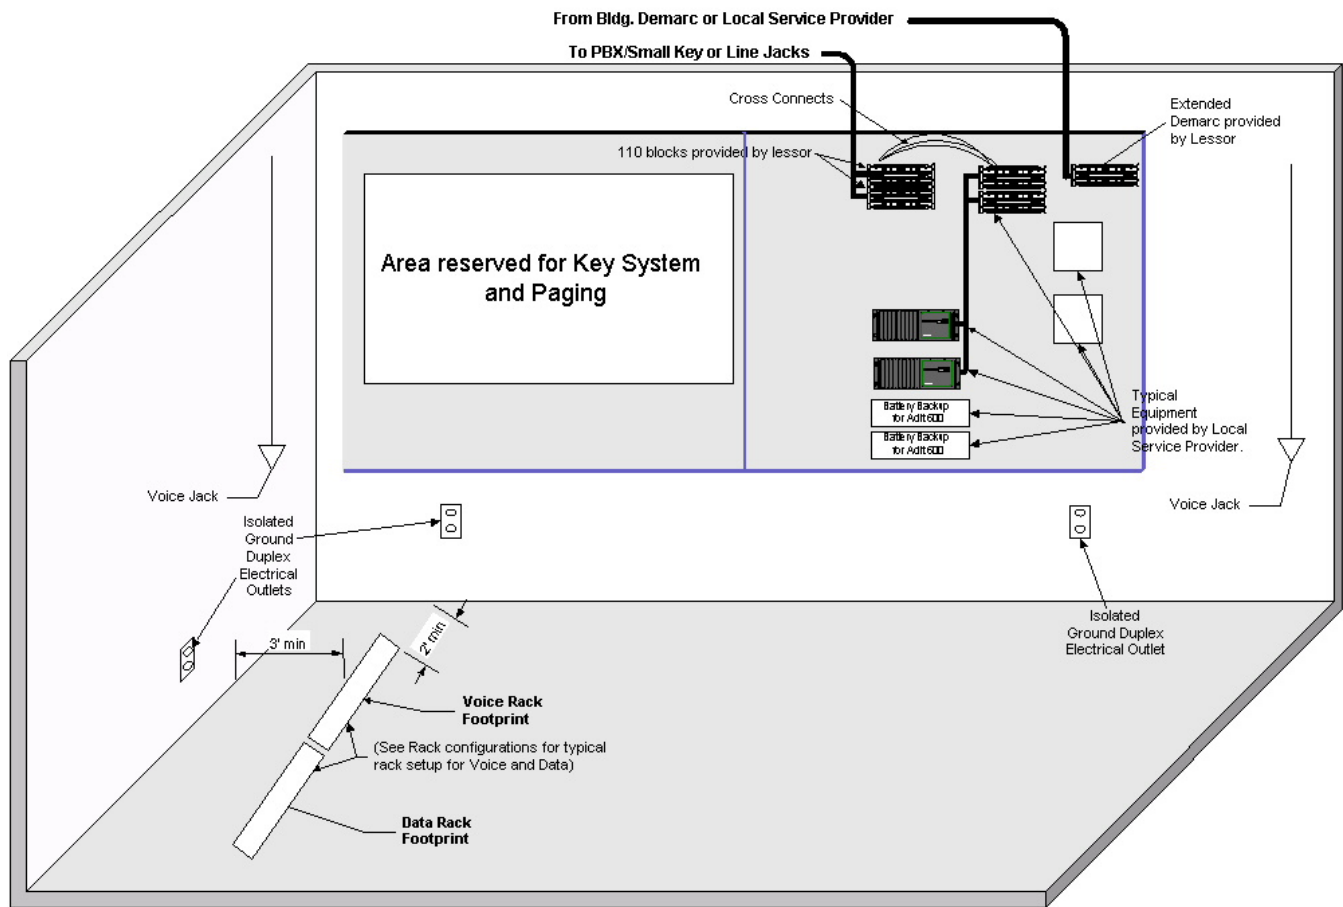 From Bldg. Demarc or Local Service Provider
To PBX/Small Key or Line Jacks
Cross Connects
Extended
Demarc provided
by Lessor
110 blocks provided by lessor
Area reserved for Key System
and Paging
Battery Backup
for Adit 600
Battery Backup
for Adit 600
Typical
Equipment
provided by Local
Service Provider.
Voice Jack
Voice Jack
Isolated
Ground
Duplex
Electrical
Outlets
Isolated
Ground Duplex
Electrical Outlet
3' min
2' min
Voice Rack
Footprint
(See Rack configurations for typical
rack setup for Voice and Data)
Data Rack
Footprint